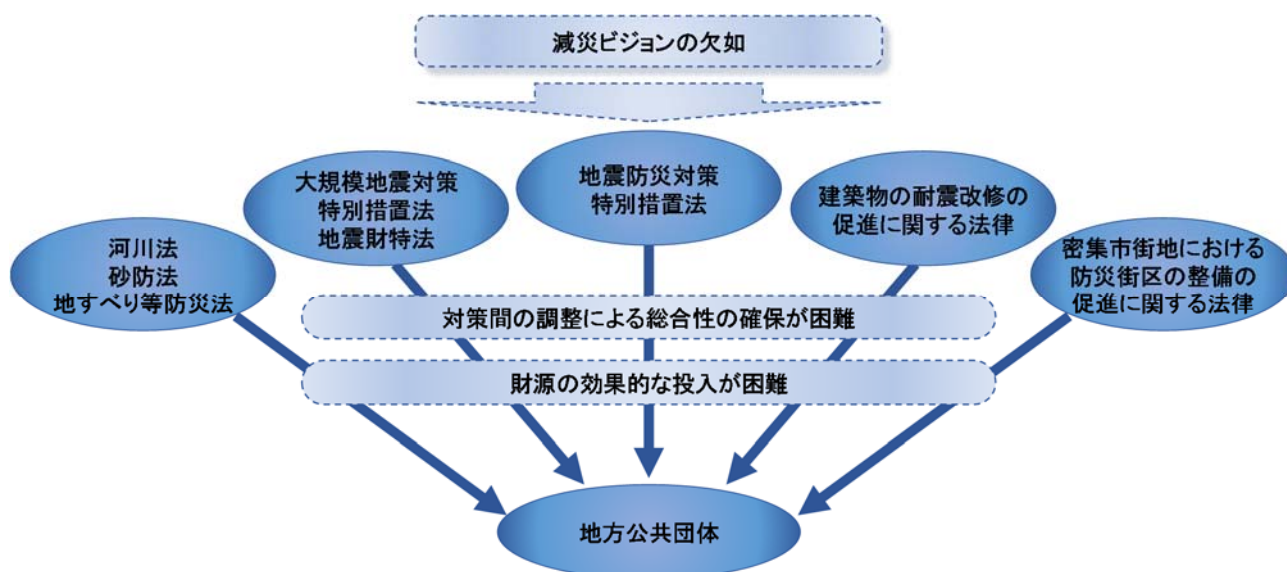 減災ビジョンの欠如
河川法
砂防法
地すべり等防災法
大規模地震対策
特別措置法
地震財特法
地震防災対策
特別措置法
建築物の耐震改修の
促進に関する法律
密集市街地における
防災街区の整備の
促進に関する法律
対策間の調整による総合性の確保が困難
財源の効果的な投入が困難
地方公共団体